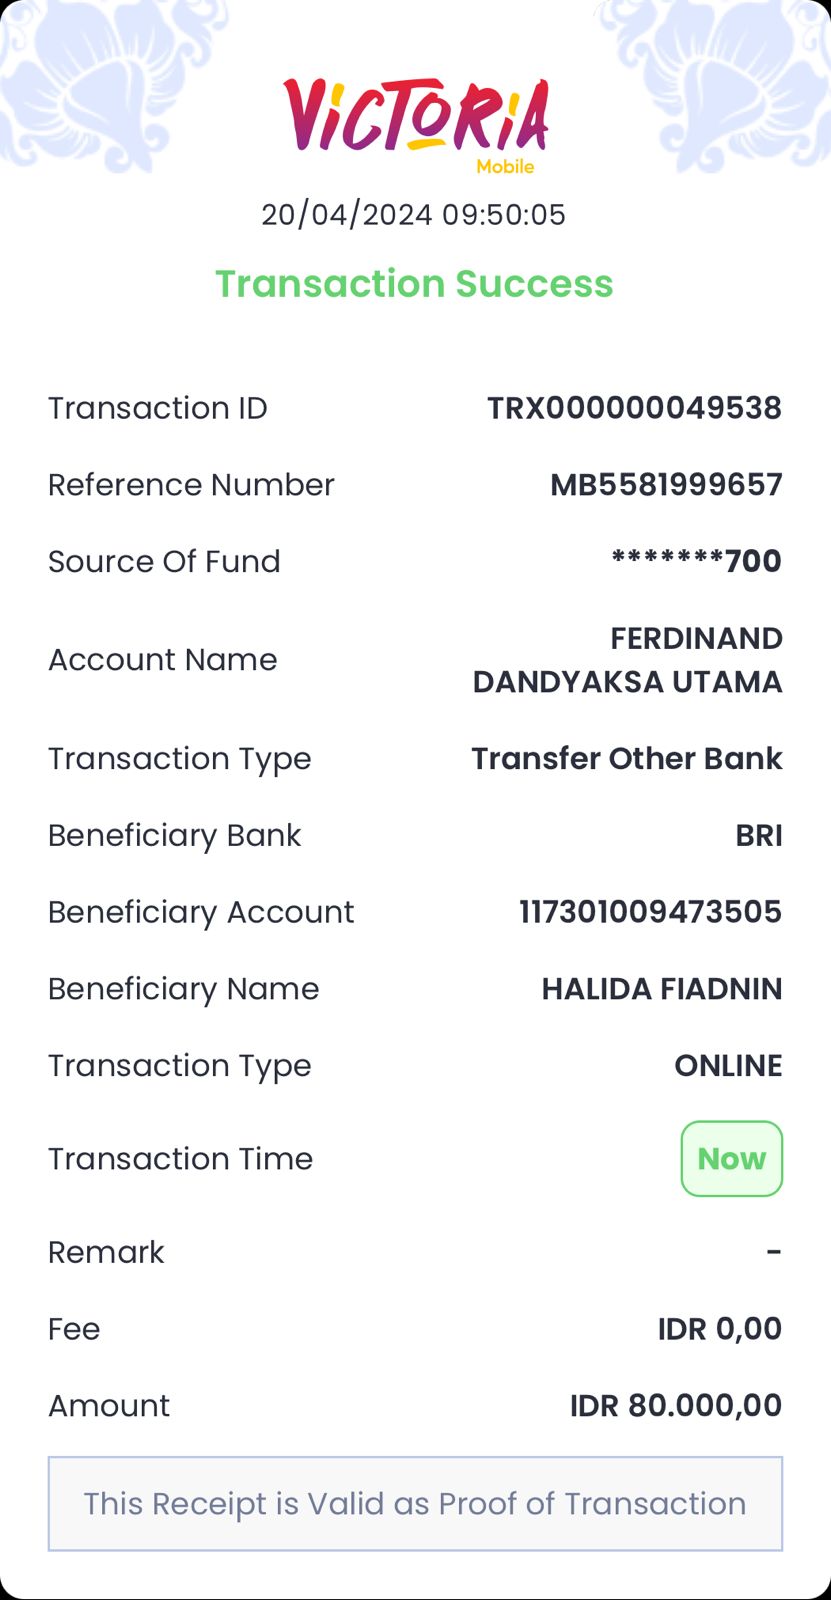 VICTORIA
Mobile
20/04/2024 09:50:05
Transaction Success
Transaction ID TRX000000049538
Reference Number MB5581999657
Source Of Fund *******700
Account Name FERDINAND
DANDYAKSA UTAMA
Transaction Type Transfer Other Bank
Beneficiary Bank BRI
Beneficiary Account 117301009473505
Beneficiary Name HALIDA FIADNIN
Transaction Type ONLINE
Transaction Time Now
Remark -
Fee IDR 0,00
Amount IDR 80.000,00
This Receipt is Valid as Proof of Transaction